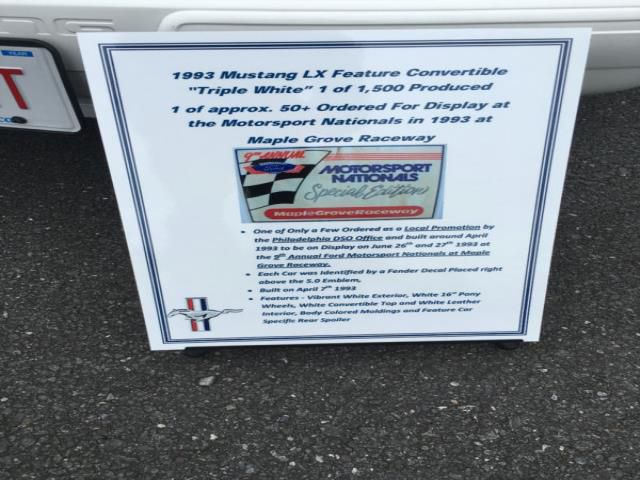 1993 Mustang LX Feature Convertible
"Triple White" 1 of 1,500 Produced
1 of approx. 50+ Ordered For Display at
the Motorsport Nationals in 1993 at
Maple Grove Raceway
9TH ANNUAL
Ford
MOTORSPORT
NATIONALS
Special Edition
MapleGroveRaceway
• One of Only a Few Ordered as a Local Promotion by
the Philadelphia DSO Office and built around April
1993 to be on Display on June 26th and 27th 1993 at
the 9th Annual Ford Motorsport Nationals at Maple
Grove Raceway.
• Each Car was Identified by a Fender Decal Placed right
above the 5.0 Emblem,
• Built on April 7th 1993
• Features - Vibrant White Exterior, White 16" Pony
Wheels, White Convertible Top and White Leather
Interior, Body Colored Moldings and Feature Car
Specific Rear Spoiler
YEAR
T